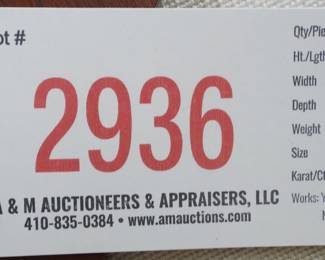 ot #
2936
A & M AUCTIONEERS & APPRAISERS, LLC
410-835-0384 • www.amauctions.com
Qty/Pie
Ht./Lgth
Width
Depth
Weight
Size
Karat/Ct
Works: Y
N